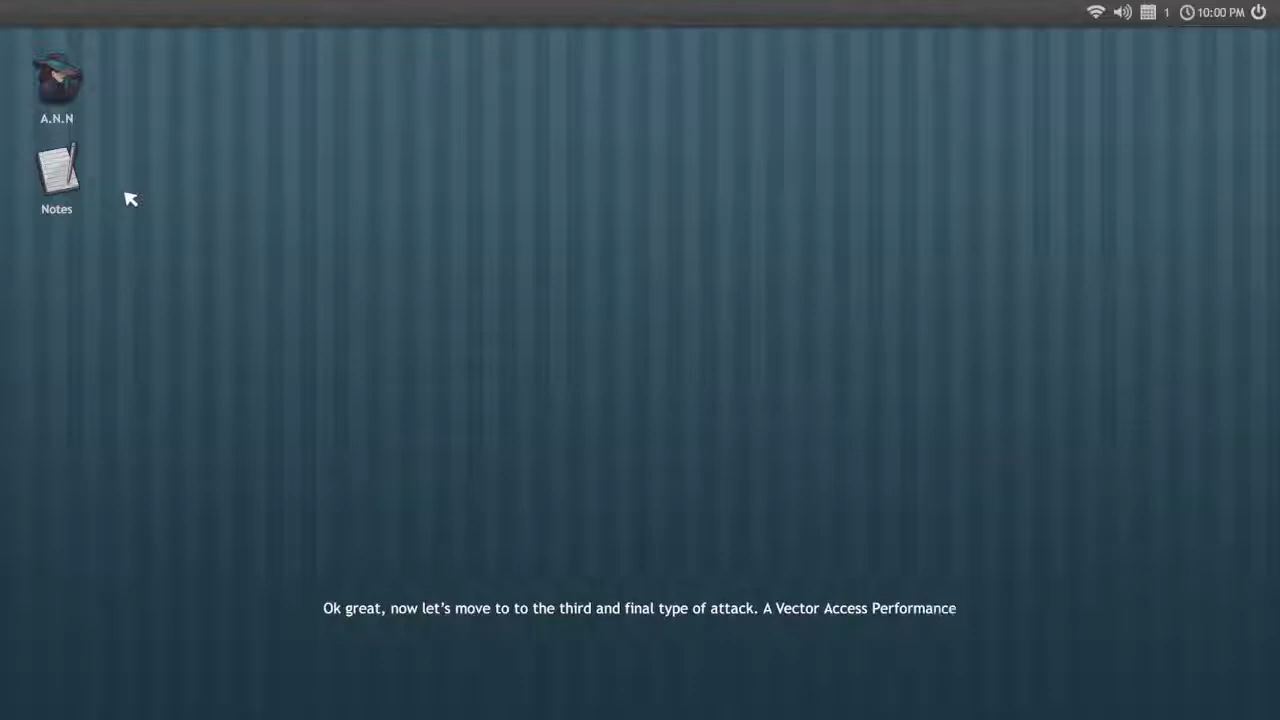 1
10:00 PM
A.N.N
Notes
Ok great, now let's move to to the third and final type of attack. A Vector Access Performance